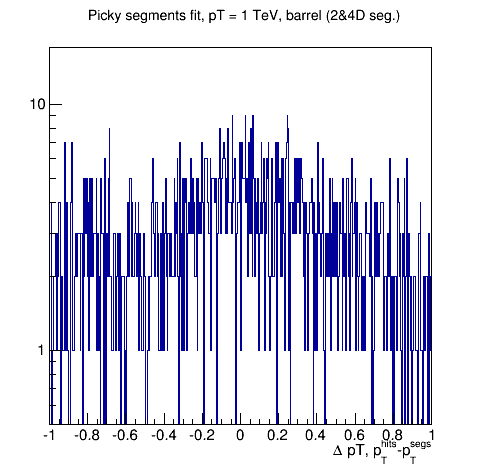 Picky segments fit, pT = 1 TeV, barrel (2&4D seg.)
10
1
-1 -0.8 -0.6 -0.4 -0.2 0 0.2 0.4 0.6 0.8 1
Δ pT, p_T^hits-p_T^segs